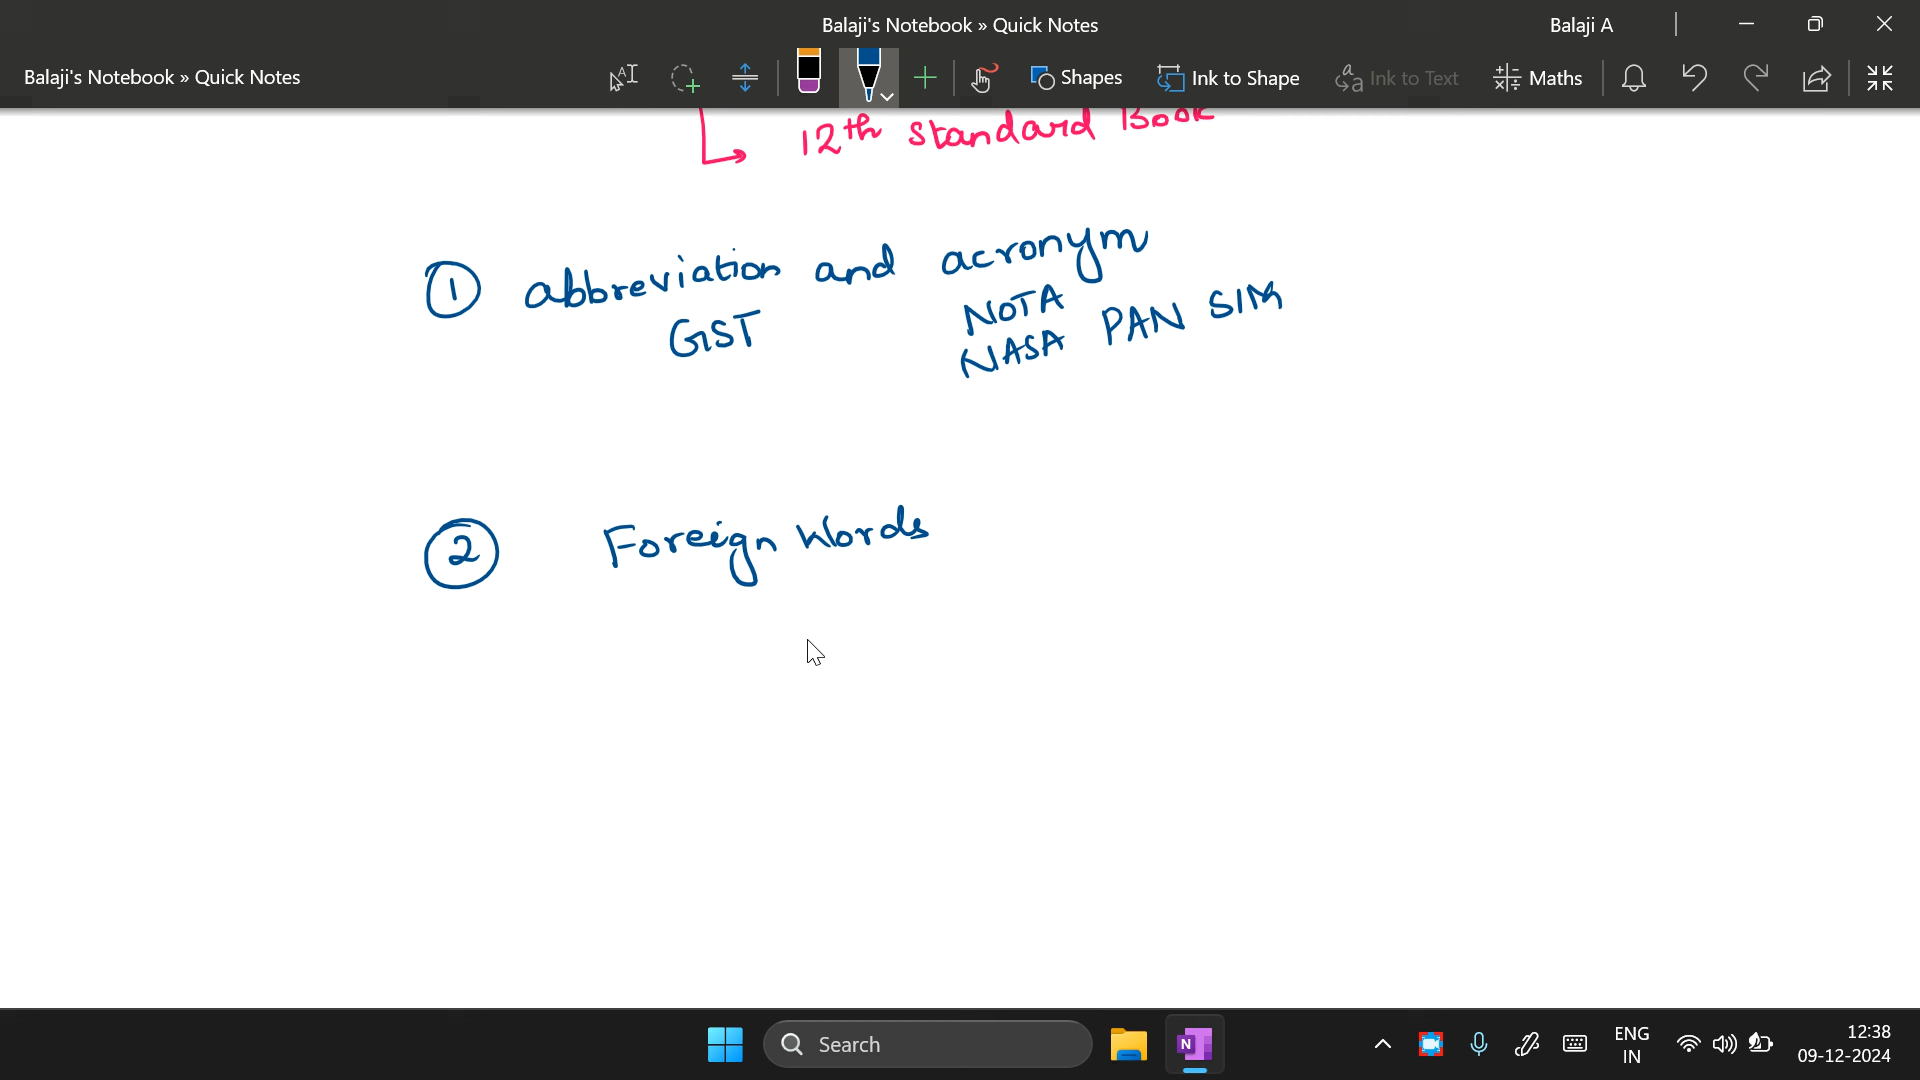 Balaji's Notebook » Quick Notes
Balaji A
Balaji's Notebook » Quick Notes
Shapes
Ink to Shape
Ink to Text
Maths
12th standard Book
1 abbreviation and acronym
GST
NOTA
NASA PAN SIM
2 Foreign Words
Search
ENG
IN
12:38
09-12-2024